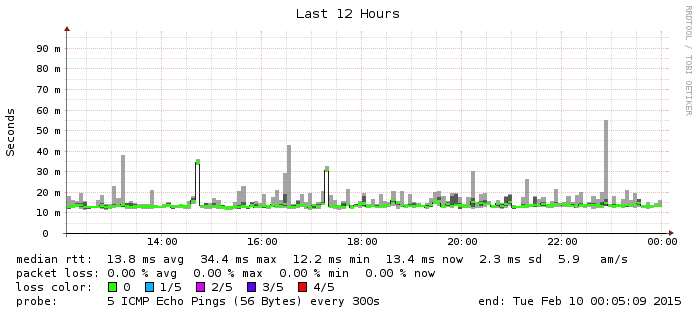 Last 12 Hours
RRDTOOL / TOBI OETIKER
Seconds
90 m
80 m
70 m
60 m
50 m
40 m
30 m
20 m
10 m
0
14:00 16:00 18:00 20:00 22:00 00:00
median rtt: 13.8 ms avg 34.4 ms max 12.2 ms min 13.4 ms now 2.3 ms sd 5.9 am/s
packet loss: 0.00 % avg 0.00 % max 0.00 % min 0.00 % now
loss color: 0 1/5 2/5 3/5 4/5
probe: 5 ICMP Echo Pings (56 Bytes) every 300s end: Tue Feb 10 00:05:09 2015